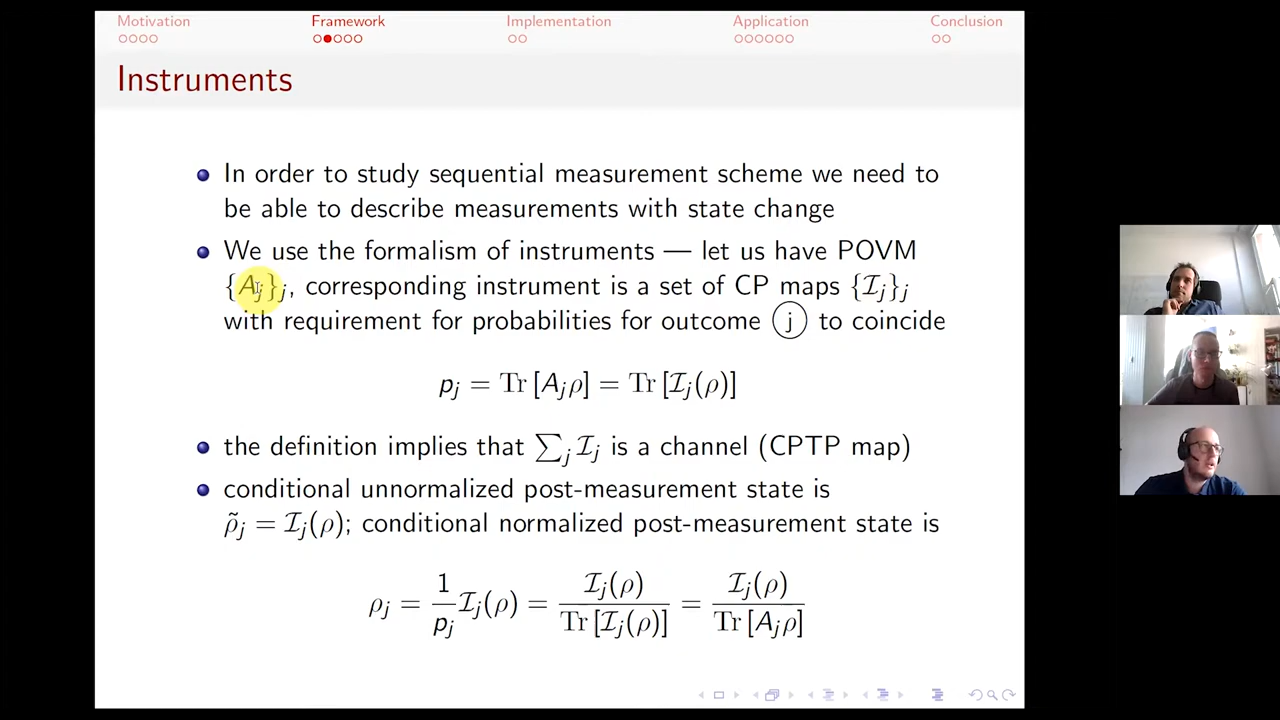 Motivation Framework Implementation Application Conclusion
Instruments
In order to study sequential measurement scheme we need to
be able to describe measurements with state change
We use the formalism of instruments — let us have POVM
{A_j}_j, corresponding instrument is a set of CP maps {ℐ_j}_j
with requirement for probabilities for outcome ⓙ to coincide
p_j = Tr [A_jρ] = Tr [ℐ_j(ρ)]
the definition implies that ∑_j ℐ_j is a channel (CPTP map)
conditional unnormalized post-measurement state is
ρ̃_j = ℐ_j(ρ); conditional normalized post-measurement state is
ρ_j = 1/p_j ℐ_j(ρ) = ℐ_j(ρ)/Tr [ℐ_j(ρ)] = ℐ_j(ρ)/Tr [A_jρ]